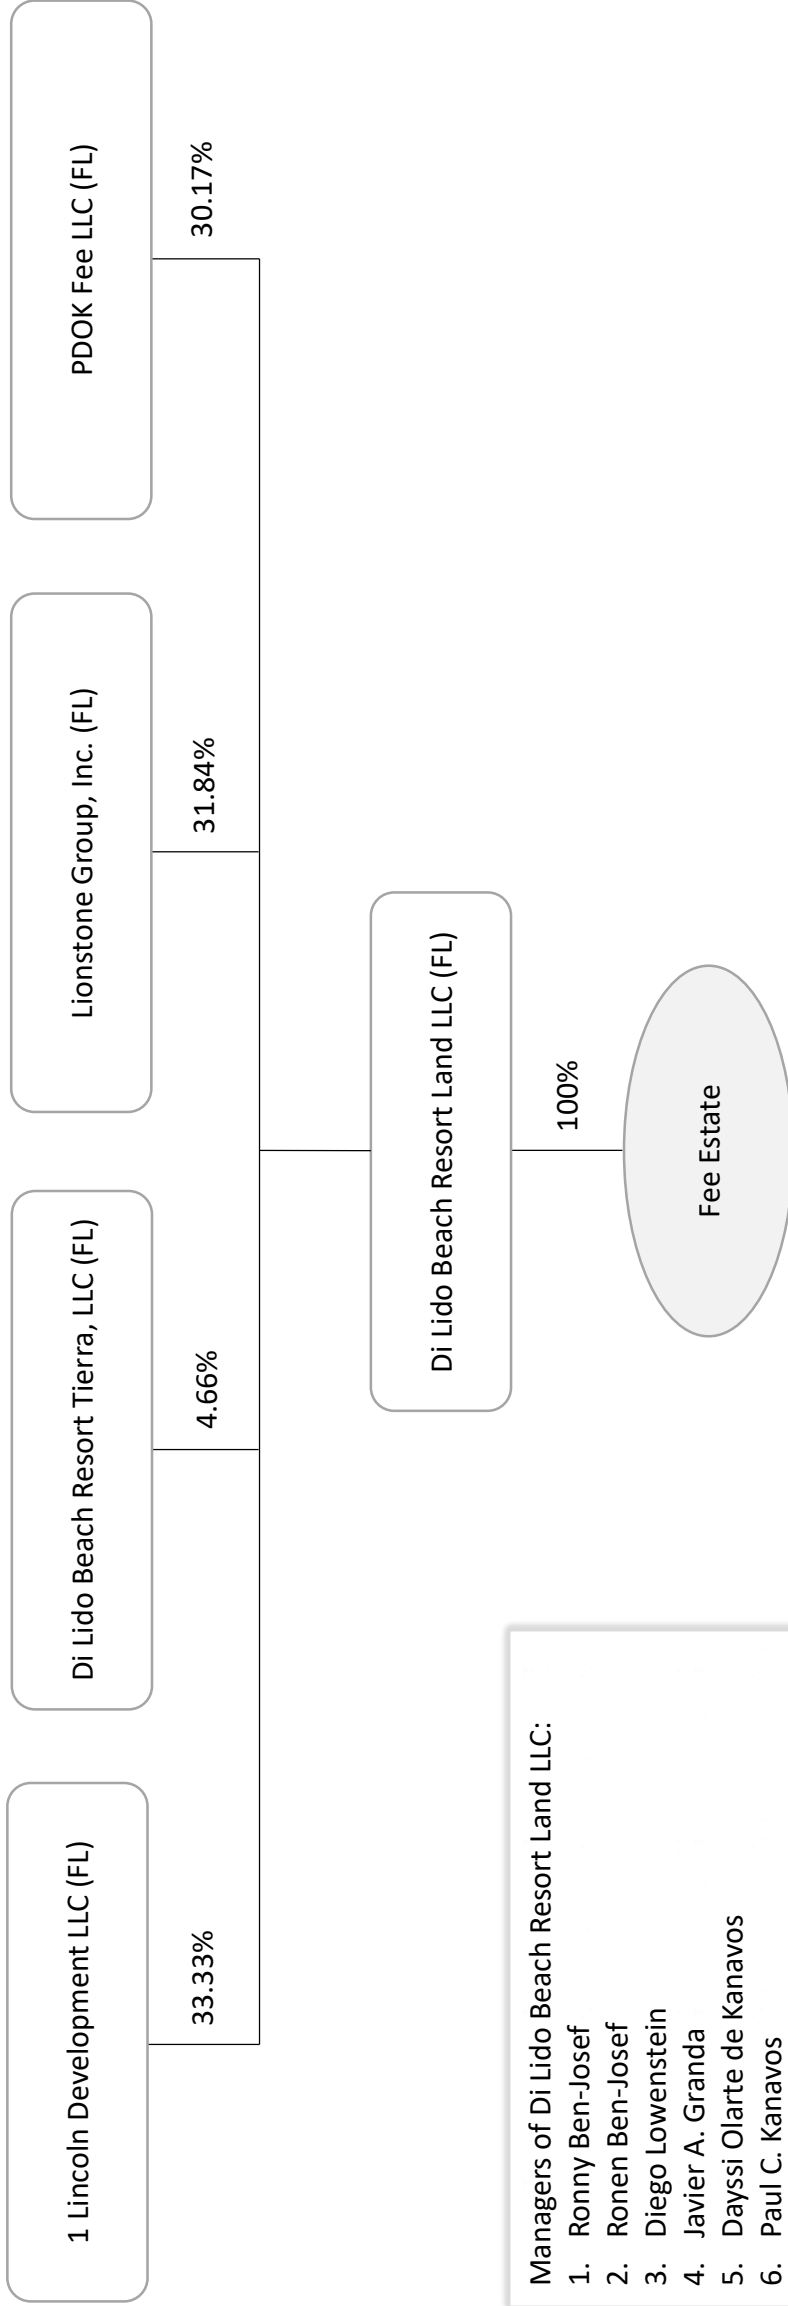 1 Lincoln Development LLC (FL)
Di Lido Beach Resort Tierra, LLC (FL)
Lionstone Group, Inc. (FL)
PDOK Fee LLC (FL)
33.33%
4.66%
31.84%
30.17%
Di Lido Beach Resort Land LLC (FL)
100%
Fee Estate
Managers of Di Lido Beach Resort Land LLC:
1. Ronny Ben-Josef
2. Ronen Ben-Josef
3. Diego Lowenstein
4. Javier A. Granda
5. Dayssi Olarte de Kanavos
6. Paul C. Kanavos